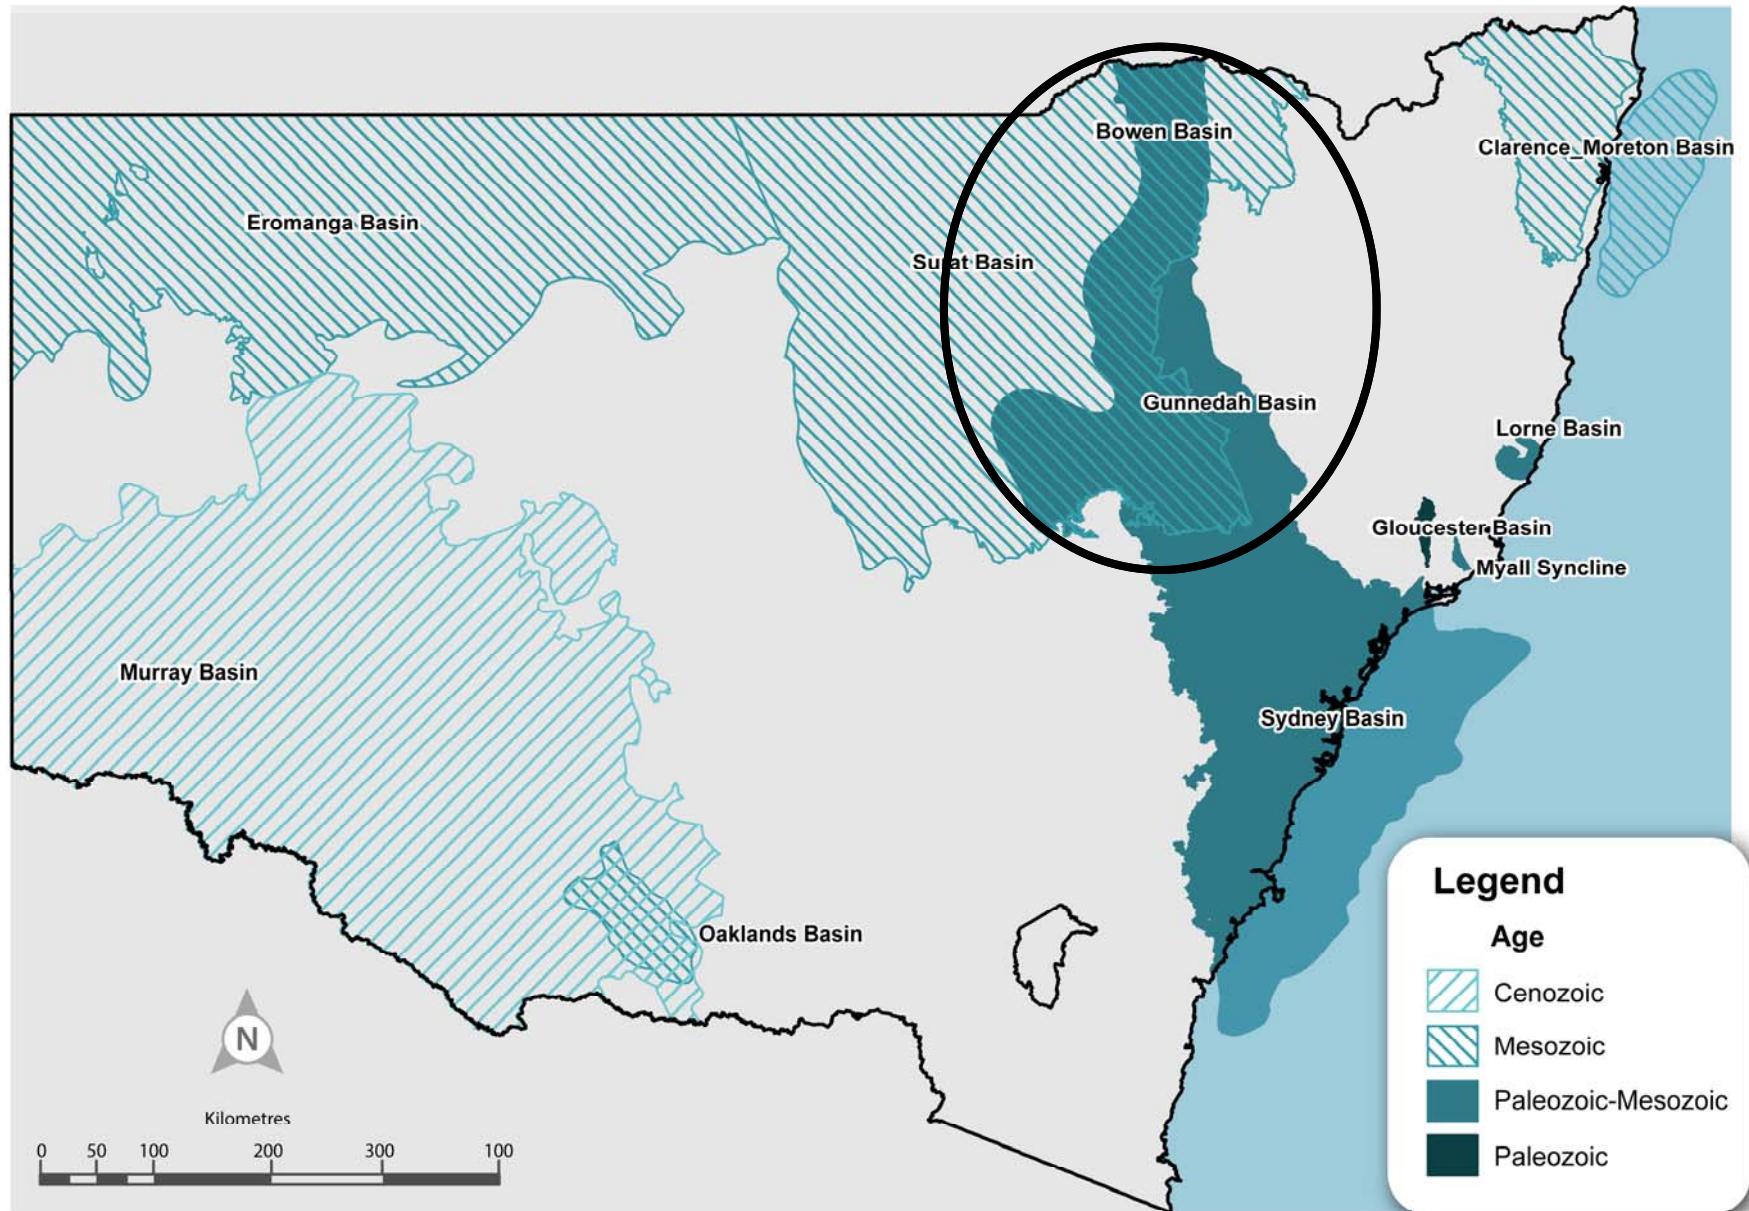 Bowen Basin
Clarence_Moreton Basin
Eromanga Basin
Surat Basin
Gunnedah Basin
Lorne Basin
Gloucester Basin
Myall Syncline
Murray Basin
Sydney Basin
Oaklands Basin
N
Kilometres
0 50 100 200 300 100
Legend
Age
Cenozoic
Mesozoic
Paleozoic-Mesozoic
Paleozoic